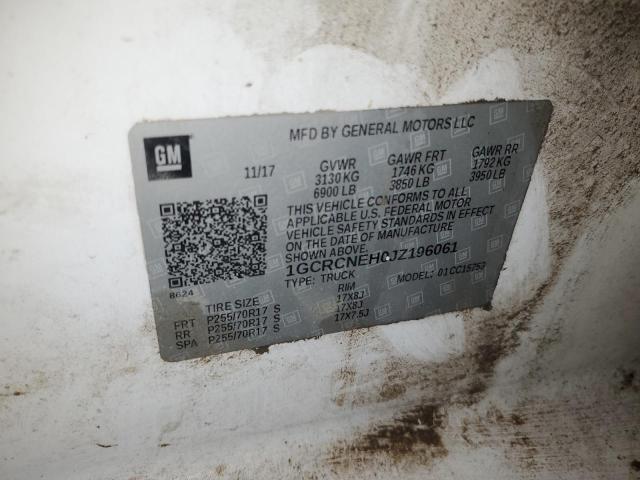 MFD BY GENERAL MOTORS LLC
GM
11/17 GVWR GAWR FRT GAWR RR
3130 KG 1746 KG 1792 KG
6900 LB 3850 LB 3950 LB
THIS VEHICLE CONFORMS TO ALL
APPLICABLE U.S. FEDERAL MOTOR
VEHICLE SAFETY STANDARDS IN EFFECT
ON THE DATE OF MANUFACTURE
SHOWN ABOVE.
1GCRCNEH0JZ196061
8624 TYPE: TRUCK MODEL: 01CC15753
TIRE SIZE RIM
FRT P255/70R17 S 17X8J
RR P255/70R17 S 17X8J
SPA P255/70R17 S 17X7.5J